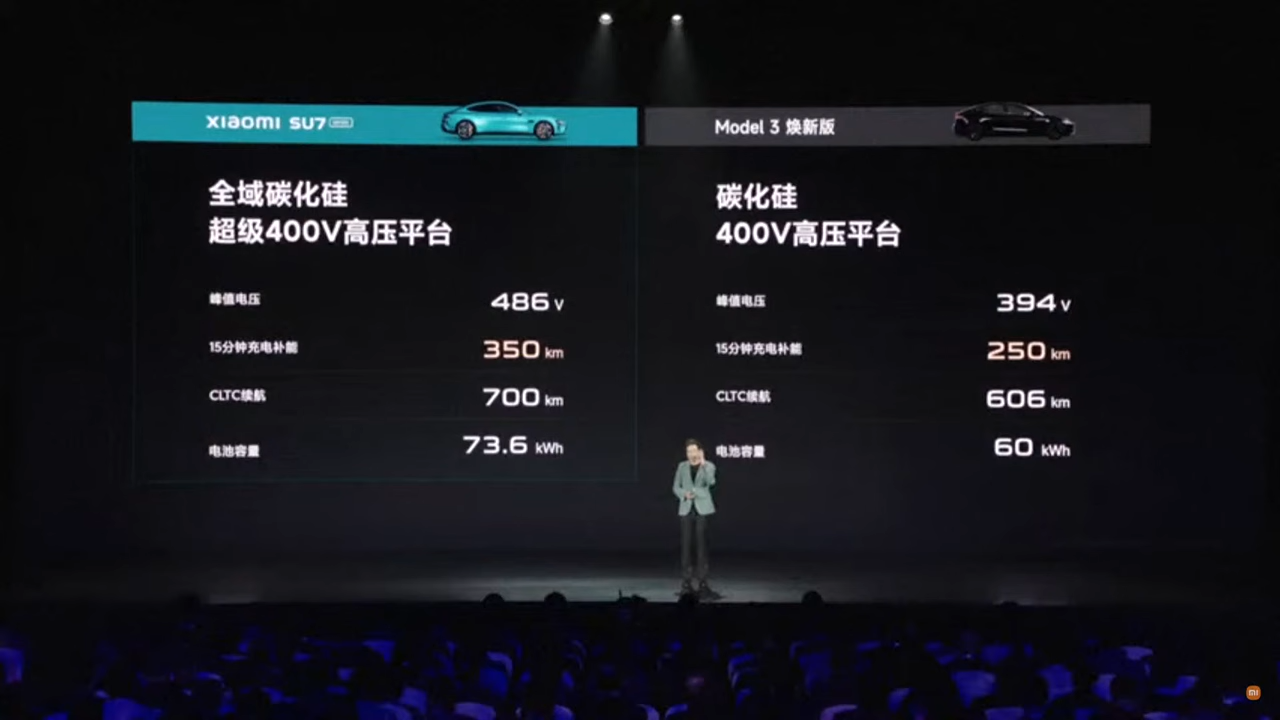 xiaomi SU7
Model 3 焕新版
全域碳化硅
超级400V高压平台
峰值电压 486 V
15分钟充电补能 350 km
CLTC续航 700 km
电池容量 73.6 kWh
碳化硅
400V高压平台
峰值电压 394 V
15分钟充电补能 250 km
CLTC续航 606 km
电池容量 60 kWh
mi